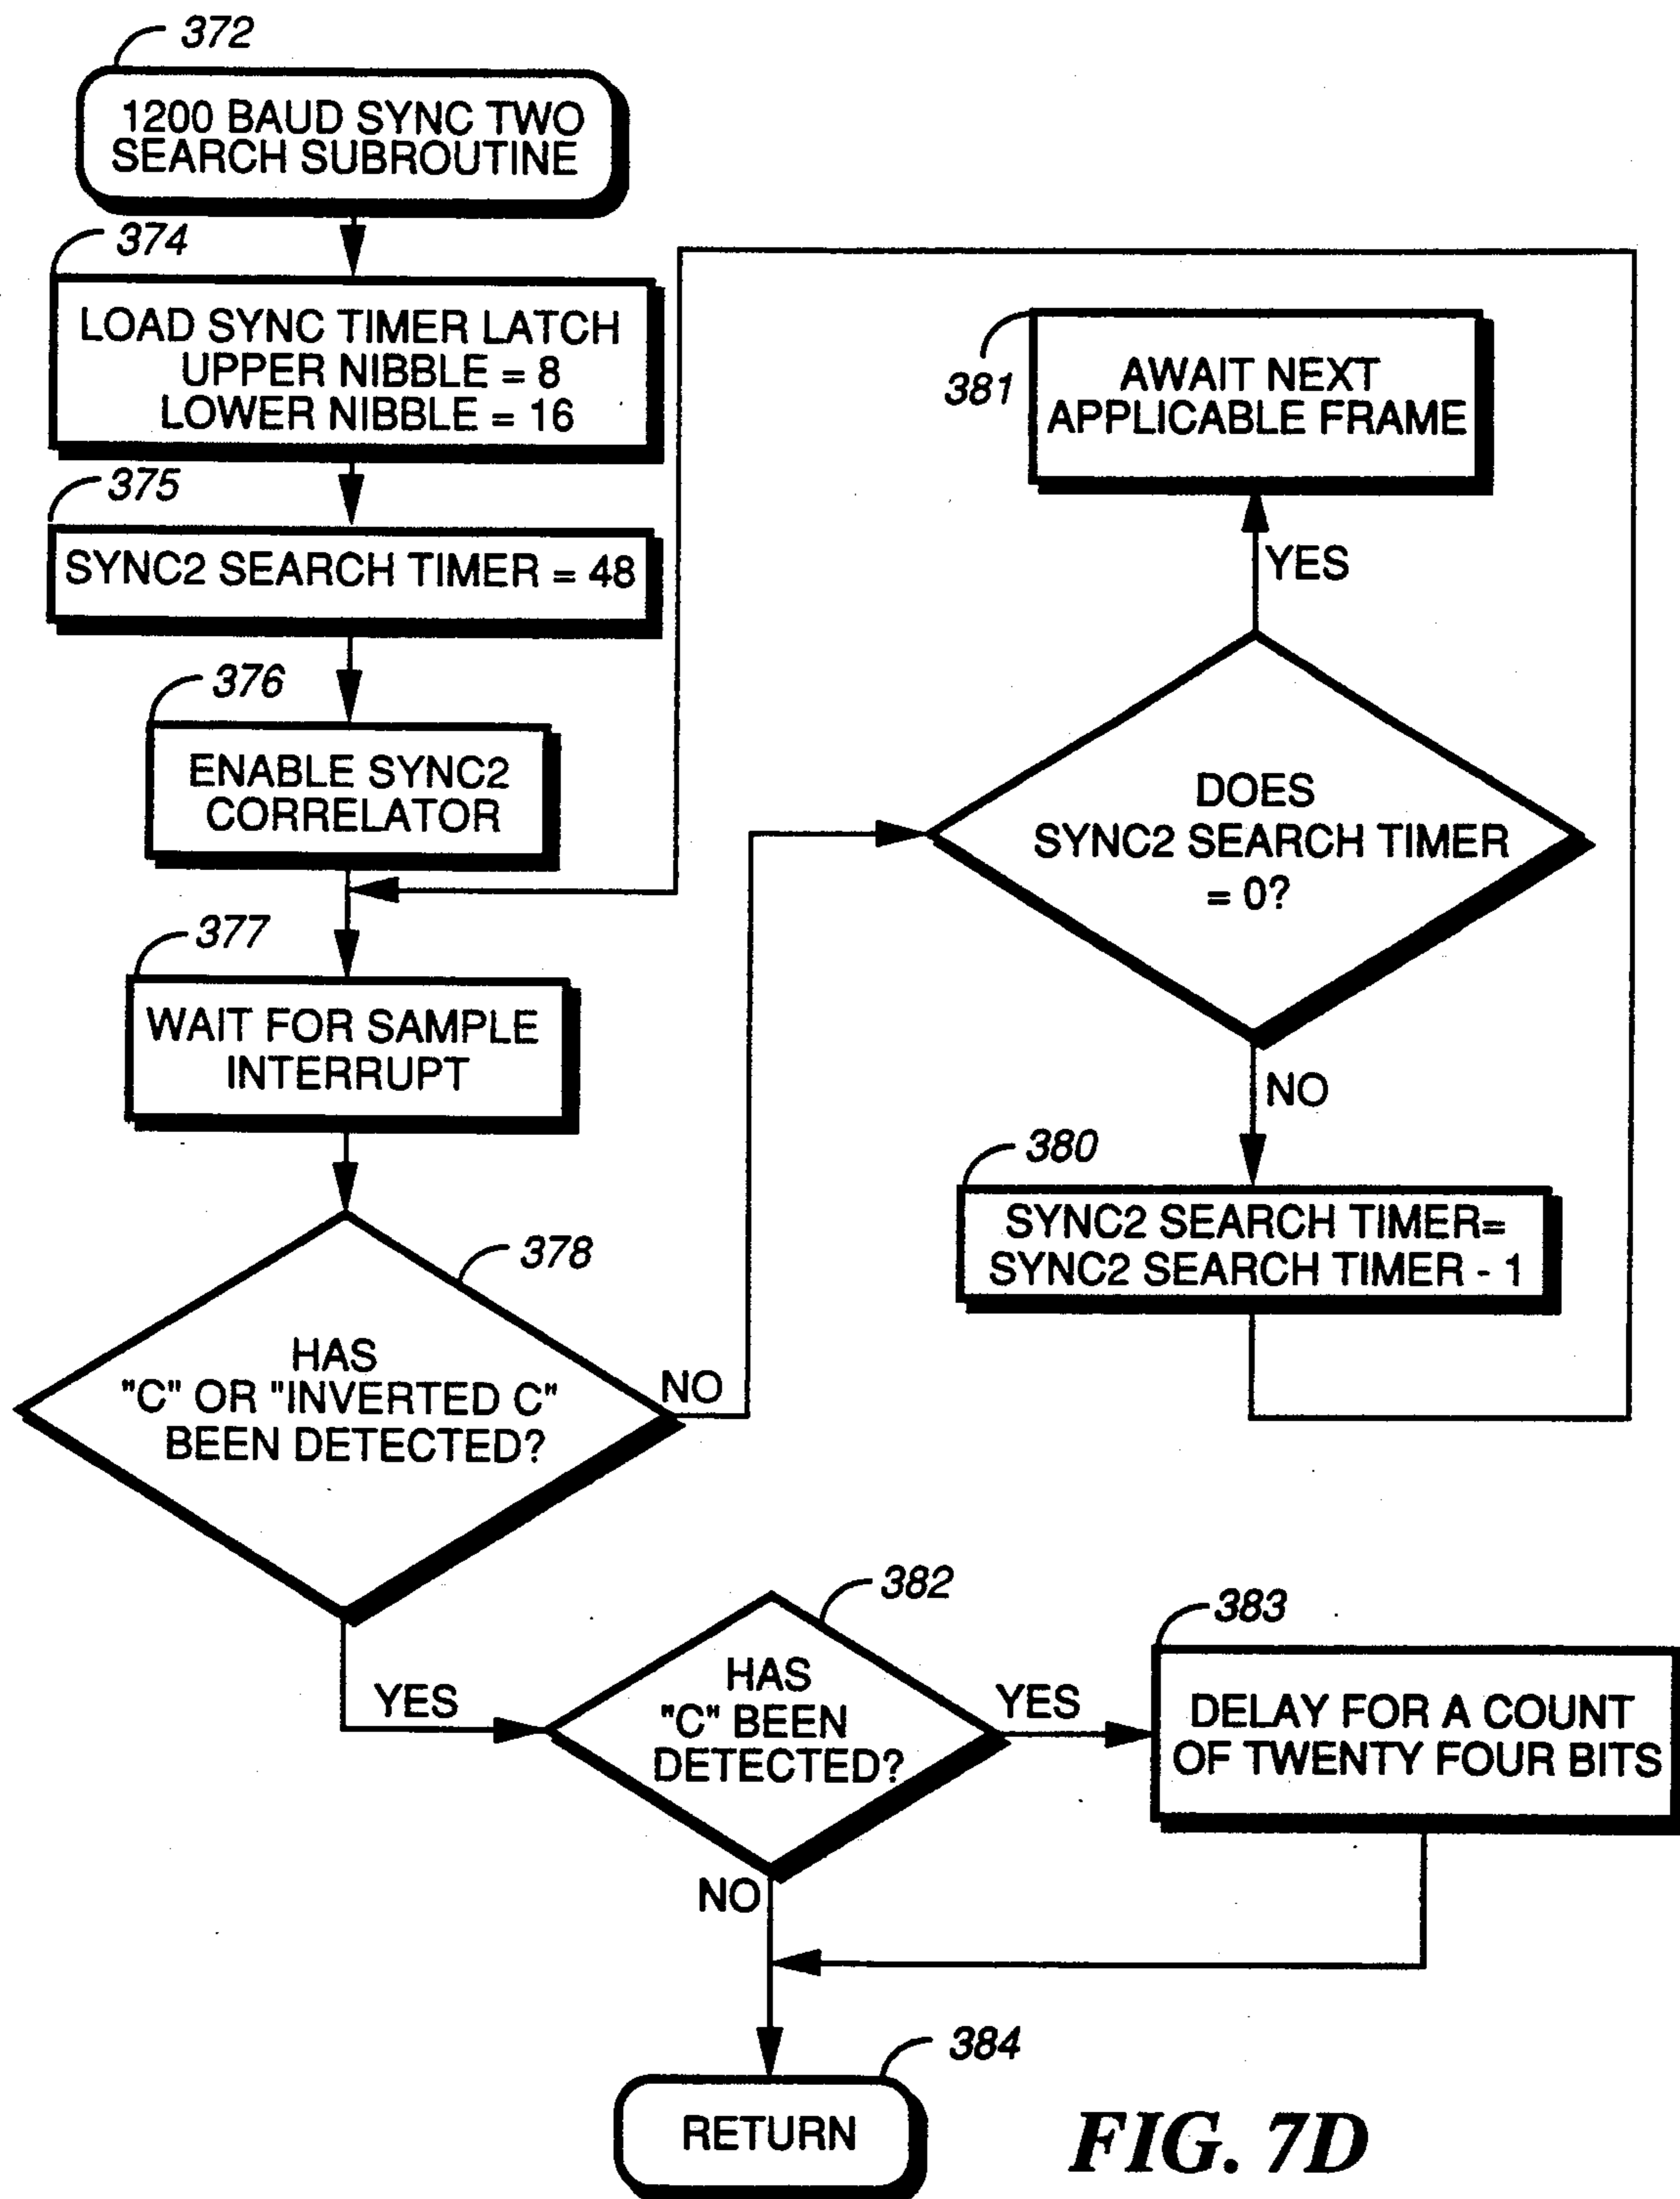 372
1200 BAUD SYNC TWO
SEARCH SUBROUTINE
374
LOAD SYNC TIMER LATCH
UPPER NIBBLE = 8
LOWER NIBBLE = 16
375
SYNC2 SEARCH TIMER = 48
376
ENABLE SYNC2
CORRELATOR
377
WAIT FOR SAMPLE
INTERRUPT
378
HAS
"C" OR "INVERTED C"
BEEN DETECTED?
NO
YES
381
AWAIT NEXT
APPLICABLE FRAME
YES
DOES
SYNC2 SEARCH TIMER
= 0?
NO
380
SYNC2 SEARCH TIMER=
SYNC2 SEARCH TIMER - 1
382
HAS
"C" BEEN
DETECTED?
YES
NO
383
DELAY FOR A COUNT
OF TWENTY FOUR BITS
384
RETURN
FIG. 7D